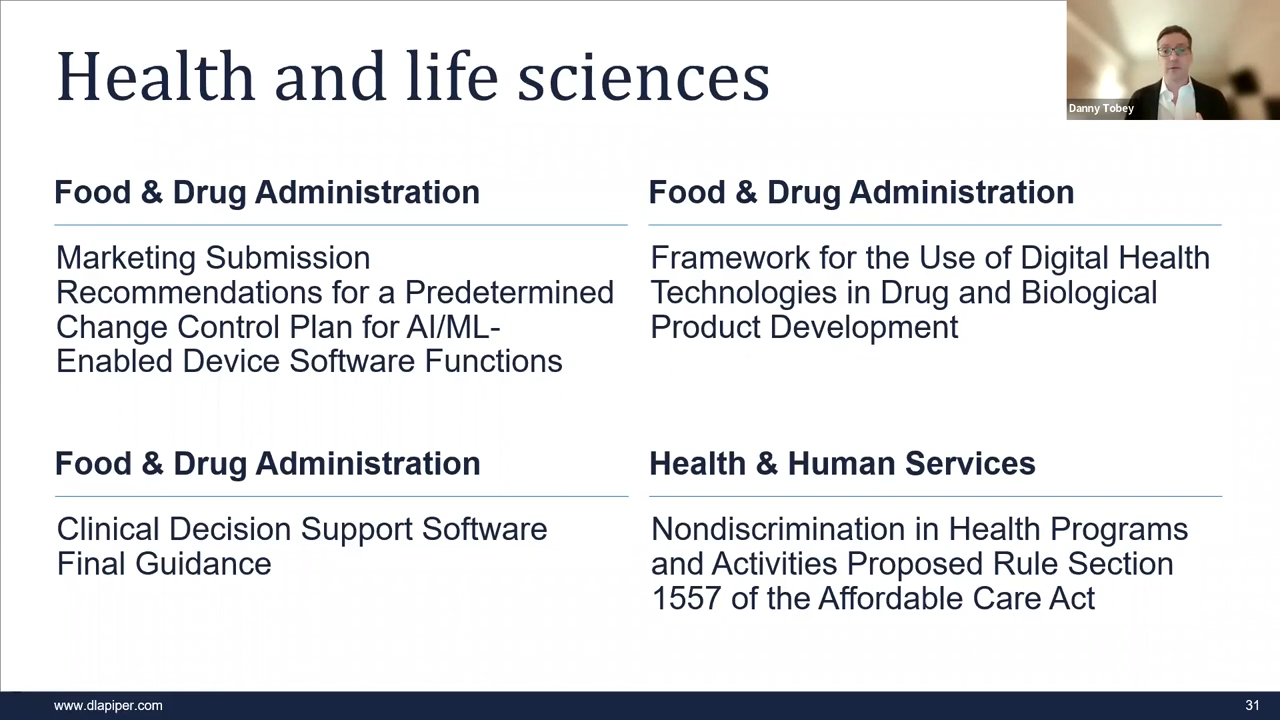 Health and life sciences
Danny Tobey
Food & Drug Administration
Marketing Submission
Recommendations for a Predetermined
Change Control Plan for AI/ML-
Enabled Device Software Functions
Food & Drug Administration
Framework for the Use of Digital Health
Technologies in Drug and Biological
Product Development
Food & Drug Administration
Clinical Decision Support Software
Final Guidance
Health & Human Services
Nondiscrimination in Health Programs
and Activities Proposed Rule Section
1557 of the Affordable Care Act
www.dlapiper.com
31